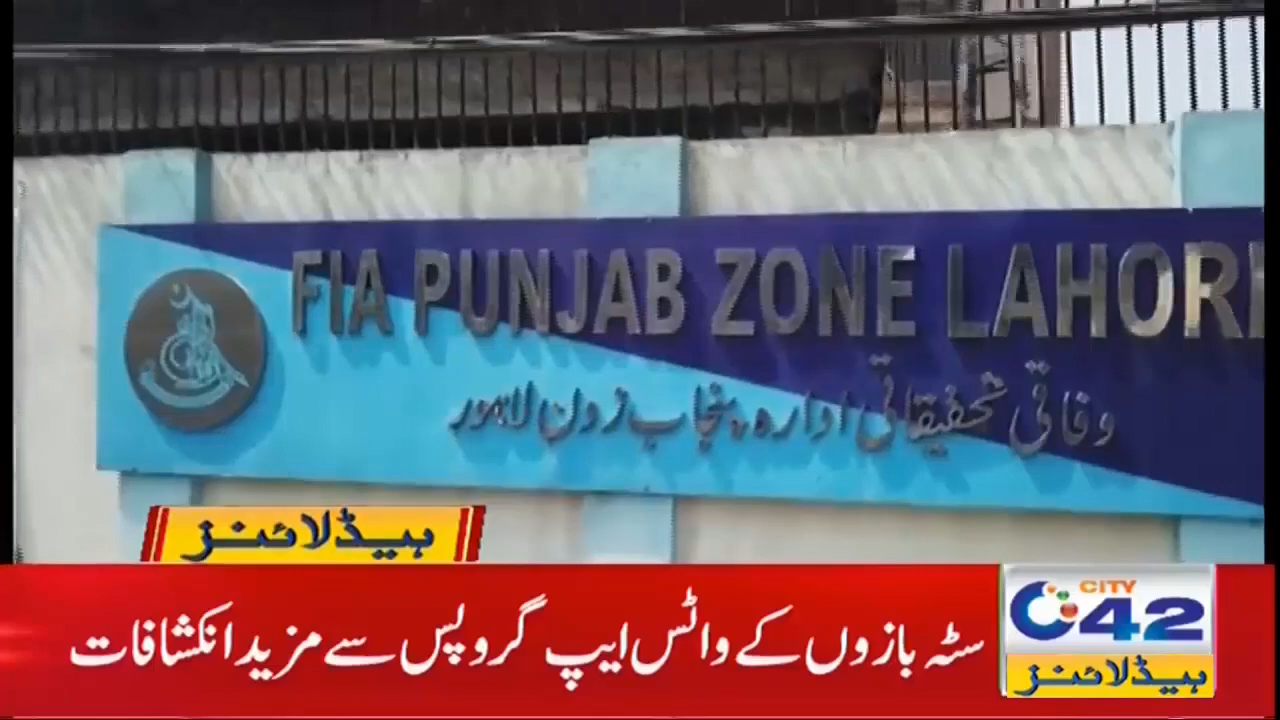 FIA PUNJAB ZONE LAHOR
وفاقی تحقیقاتی ادارہ پنجاب زون لاہور
ہیڈلائنز
سٹہ بازوں کے واٹس ایپ گروپس سے مزید انکشافات
CITY
42
ہیڈلائنز